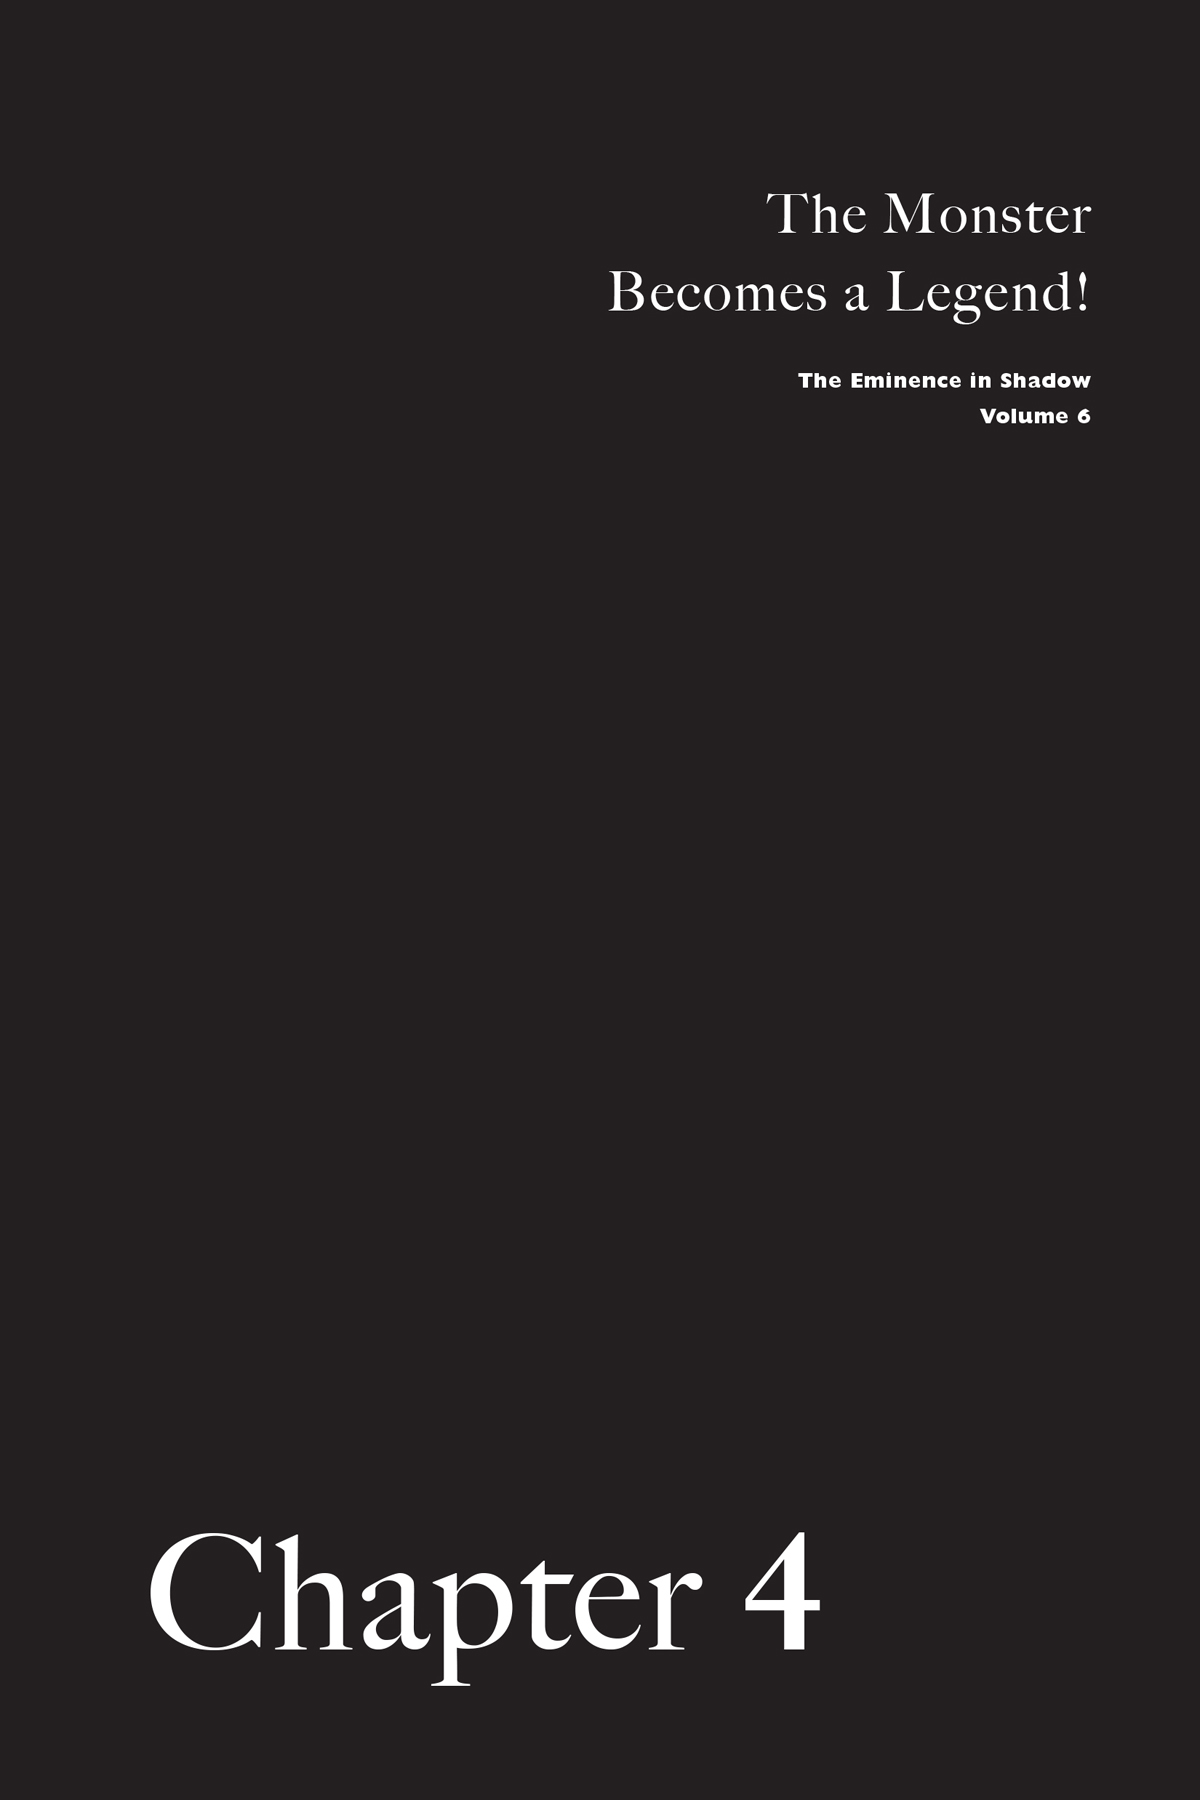 The Monster
Becomes a Legend!
The Eminence in Shadow
Volume 6
Chapter 4